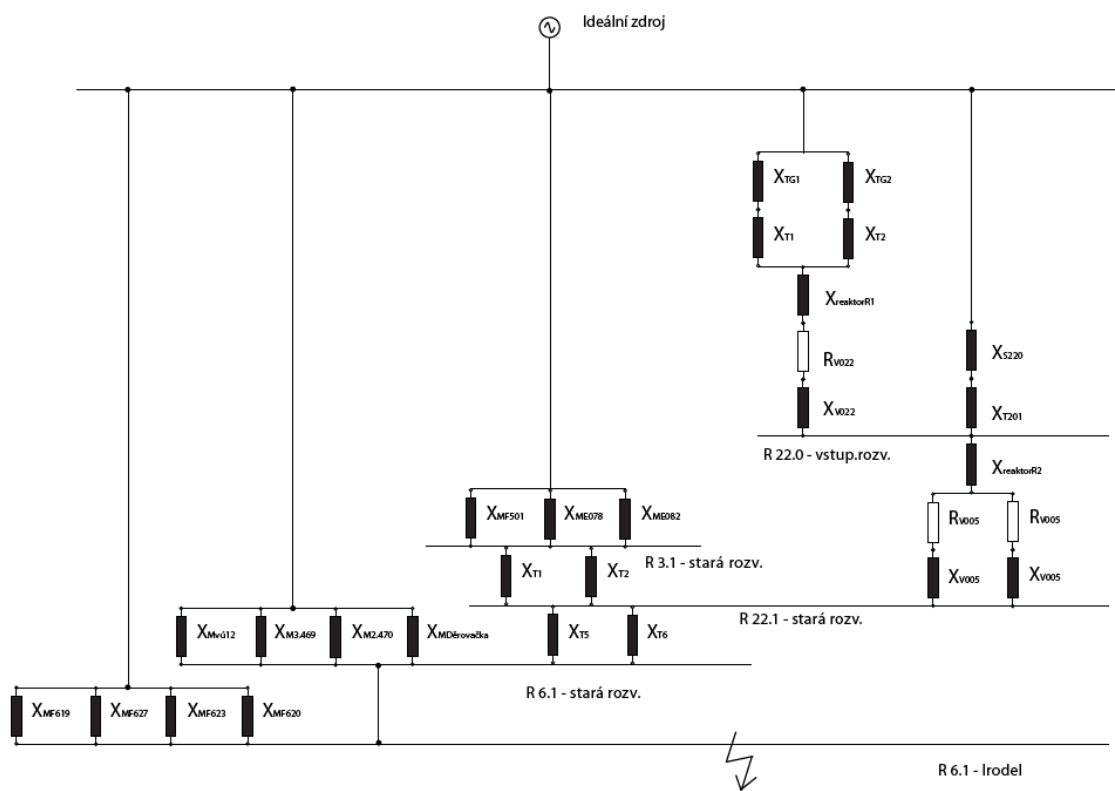 Ideální zdroj
XTG1
XTG2
XT1
XT2
XreaktorR1
RV022
XS220
XV022
XT201
R 22.0 - vstup.rozv.
XreaktorR2
XMF501
XME078
XME082
RV005
RV005
R 3.1 - stará rozv.
XT1
XT2
XV005
XV005
R 22.1 - stará rozv.
XMvú12
XM3.469
XM2.470
XMDěrovačka
XT5
XT6
R 6.1 - stará rozv.
XMF619
XMF627
XMF623
XMF620
R 6.1 - Irodel